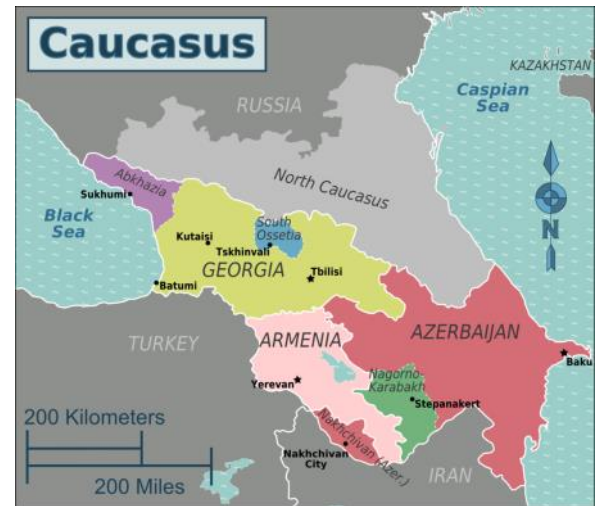 Caucasus
KAZAKHSTAN
Caspian
Sea
RUSSIA
North Caucasus
Abkhazia
Sukhumi
Black
Sea
Kutaisi
South
Ossetia
Tskhinvali
GEORGIA
Tbilisi
Batumi
N
TURKEY
ARMENIA
AZERBAIJAN
Baku
Yerevan
Nagorno-
Karabakh
Stepanakert
Nakhchivan (Azer.)
Nakhchivan
City
IRAN
200 Kilometers
200 Miles